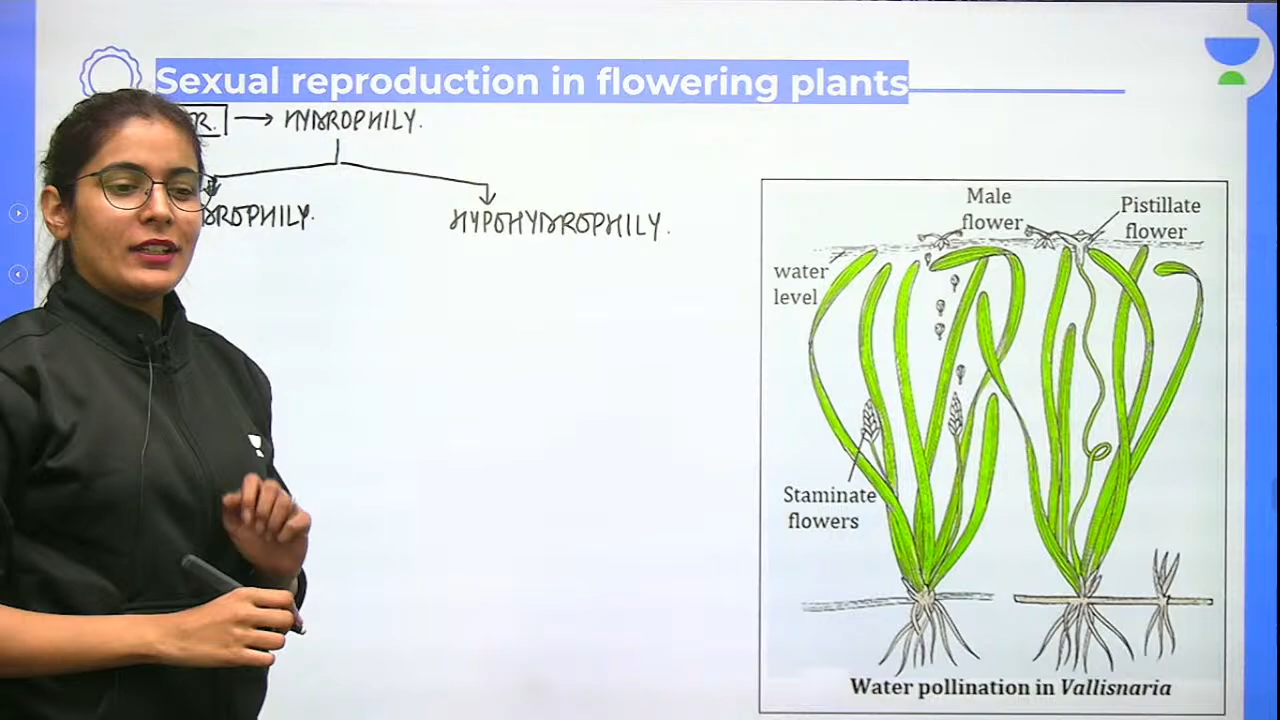 Sexual reproduction in flowering plants
R. → HYDROPHILY.
DROPHILY.
HYPOHYDROPHILY.
Male
flower
Pistillate
flower
water
level
Staminate
flowers
Water pollination in Vallisnaria